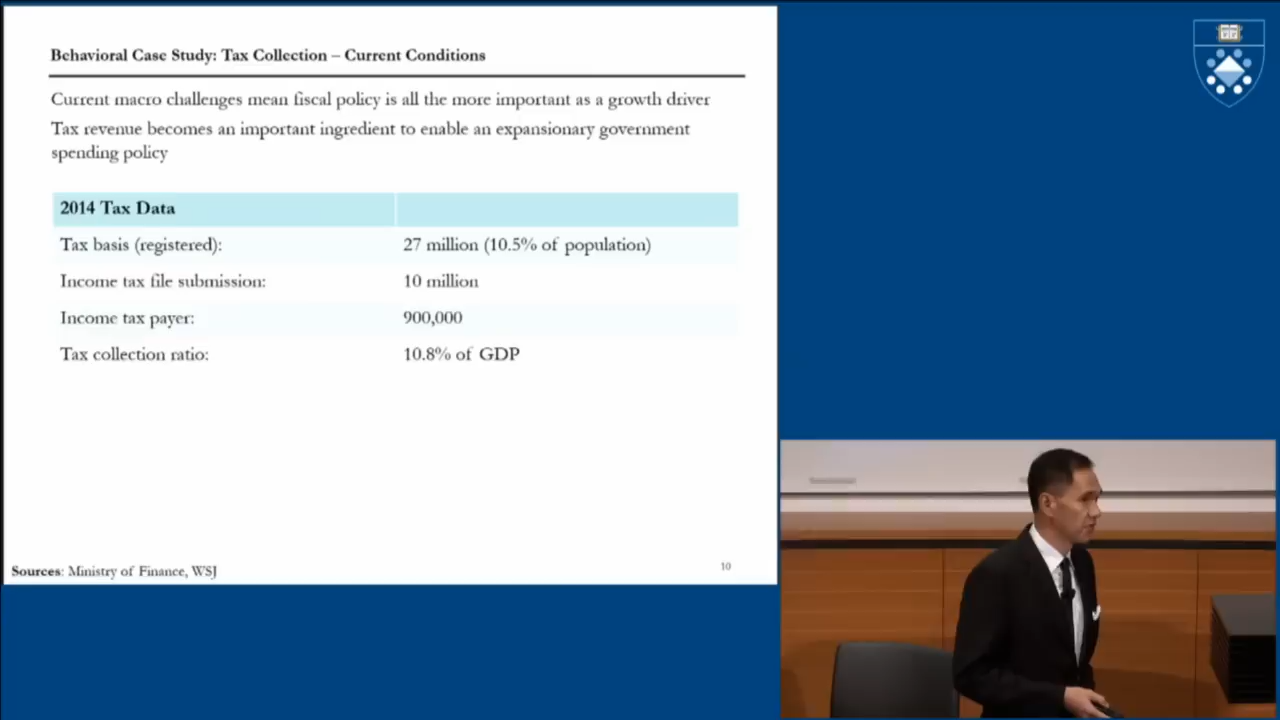 Behavioral Case Study: Tax Collection – Current Conditions
Current macro challenges mean fiscal policy is all the more important as a growth driver
Tax revenue becomes an important ingredient to enable an expansionary government
spending policy
2014 Tax Data
Tax basis (registered): 27 million (10.5% of population)
Income tax file submission: 10 million
Income tax payer: 900,000
Tax collection ratio: 10.8% of GDP
Sources: Ministry of Finance, WSJ
10